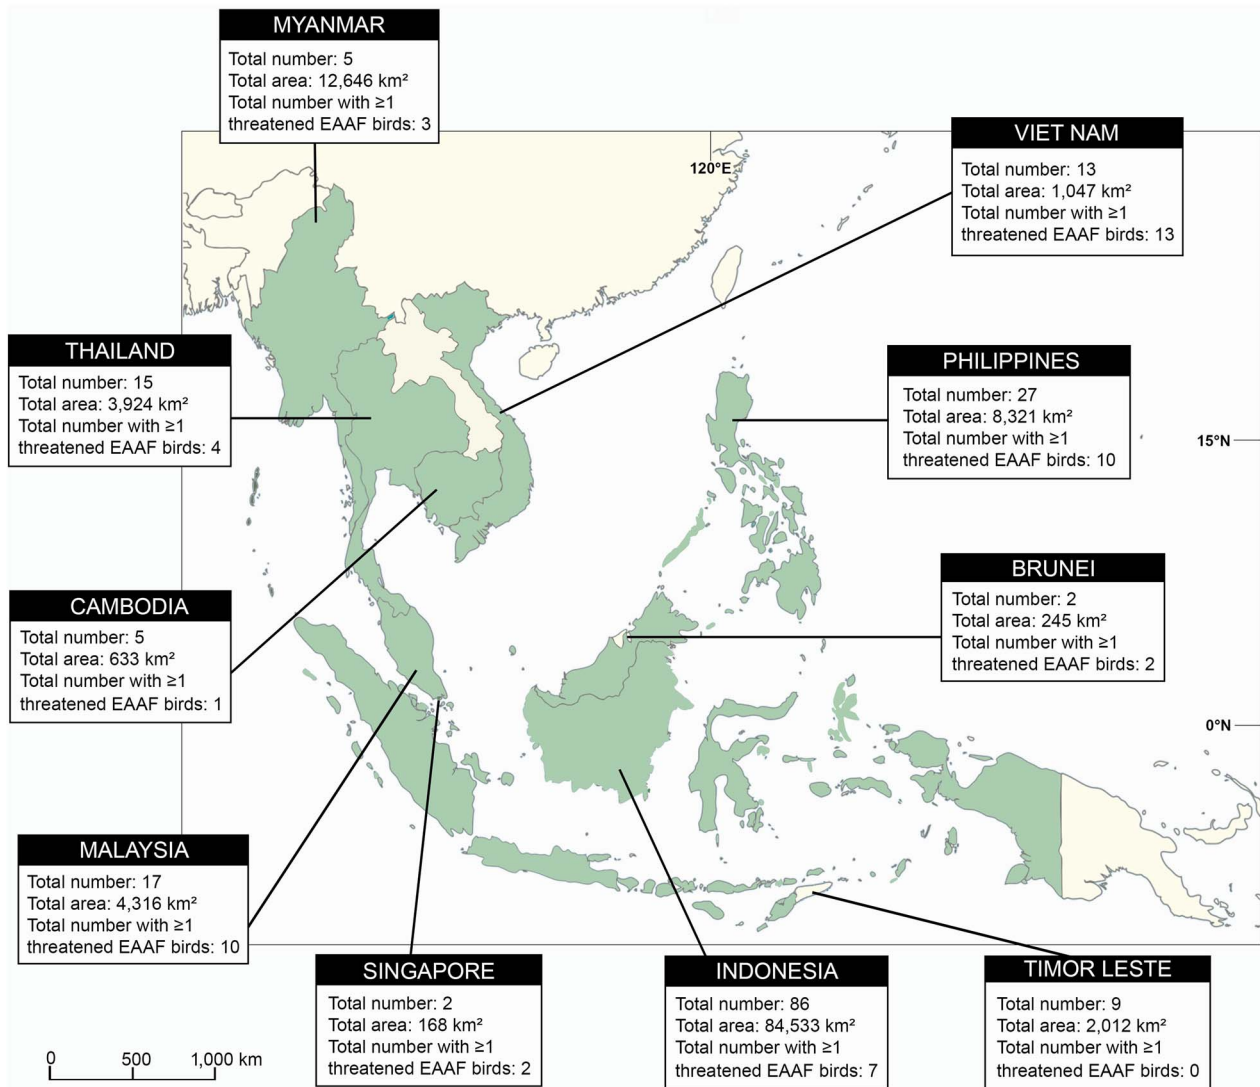 MYANMAR
Total number: 5
Total area: 12,646 km²
Total number with ≥1
threatened EAAF birds: 3
VIET NAM
Total number: 13
Total area: 1,047 km²
Total number with ≥1
threatened EAAF birds: 13
120°E
THAILAND
Total number: 15
Total area: 3,924 km²
Total number with ≥1
threatened EAAF birds: 4
PHILIPPINES
Total number: 27
Total area: 8,321 km²
Total number with ≥1
threatened EAAF birds: 10
15°N
BRUNEI
Total number: 2
Total area: 245 km²
Total number with ≥1
threatened EAAF birds: 2
CAMBODIA
Total number: 5
Total area: 633 km²
Total number with ≥1
threatened EAAF birds: 1
0°N
MALAYSIA
Total number: 17
Total area: 4,316 km²
Total number with ≥1
threatened EAAF birds: 10
SINGAPORE
Total number: 2
Total area: 168 km²
Total number with ≥1
threatened EAAF birds: 2
INDONESIA
Total number: 86
Total area: 84,533 km²
Total number with ≥1
threatened EAAF birds: 7
TIMOR LESTE
Total number: 9
Total area: 2,012 km²
Total number with ≥1
threatened EAAF birds: 0
0 500 1,000 km